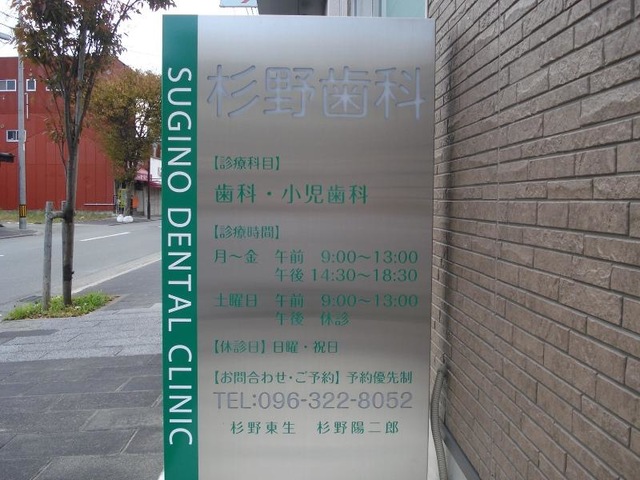 SUGINO DENTAL CLINIC
杉野歯科
【診療科目】
歯科・小児歯科
【診療時間】
月～金 午前 9:00～13:00
午後 14:30～18:30
土曜日 午前 9:00～13:00
午後 休診
【休診日】日曜・祝日
【お問合わせ・ご予約】予約優先制
TEL:096-322-8052
杉野東生 杉野陽二郎